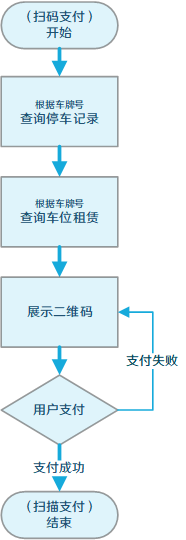 （扫码支付）
开始
根据车牌号
查询停车记录
根据车牌号
查询车位租赁
展示二维码
支付失败
用户支付
支付成功
（扫描支付）
结束